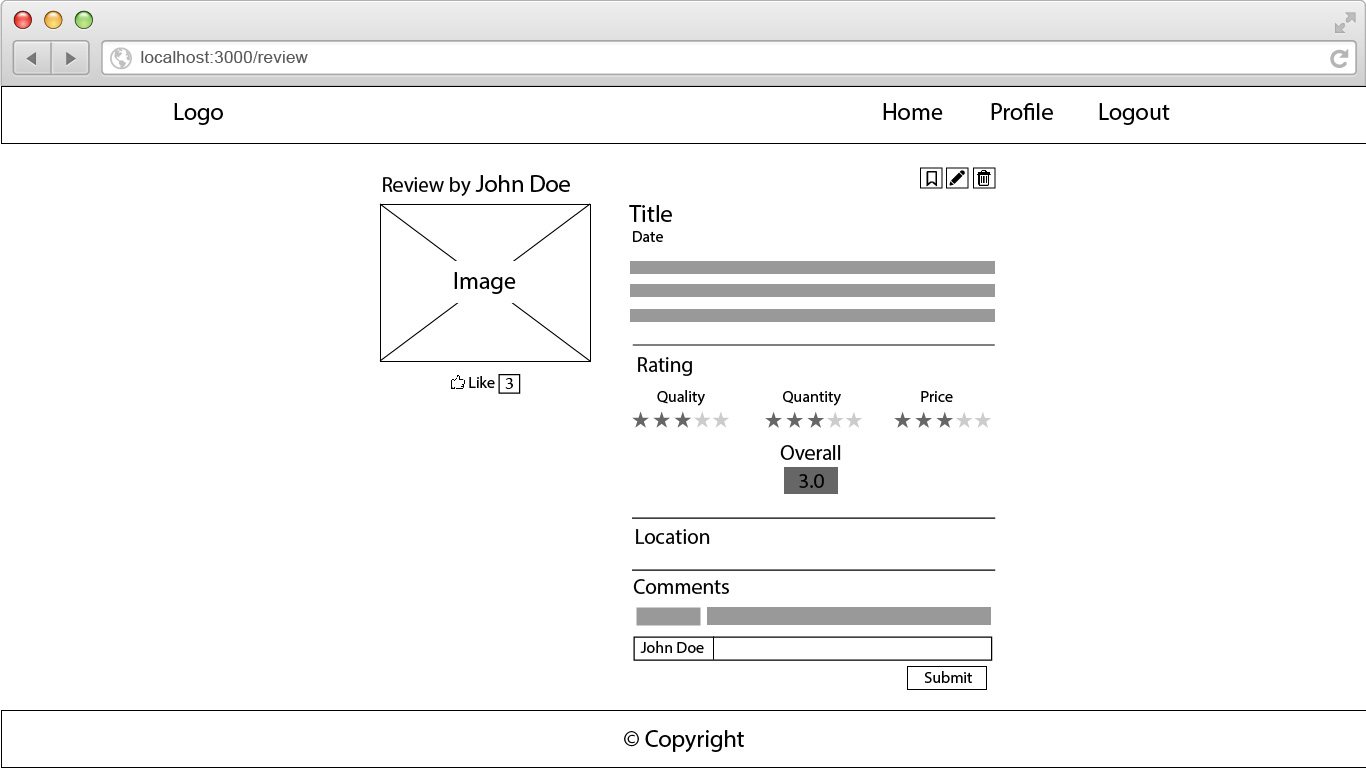 localhost:3000/review
Logo Home Profile Logout
Review by John Doe
Image
Like 3
Title
Date
Rating
Quality Quantity Price
Overall
3.0
Location
Comments
John Doe
Submit
© Copyright